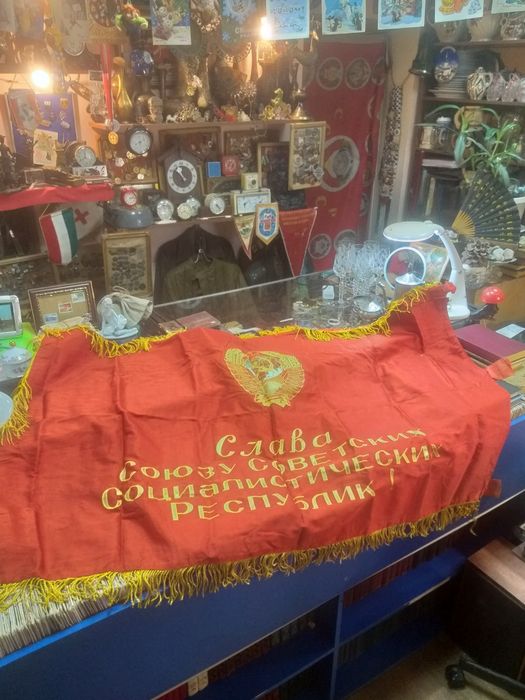 Слава
Союзу Советских
Социалистических
Республик!